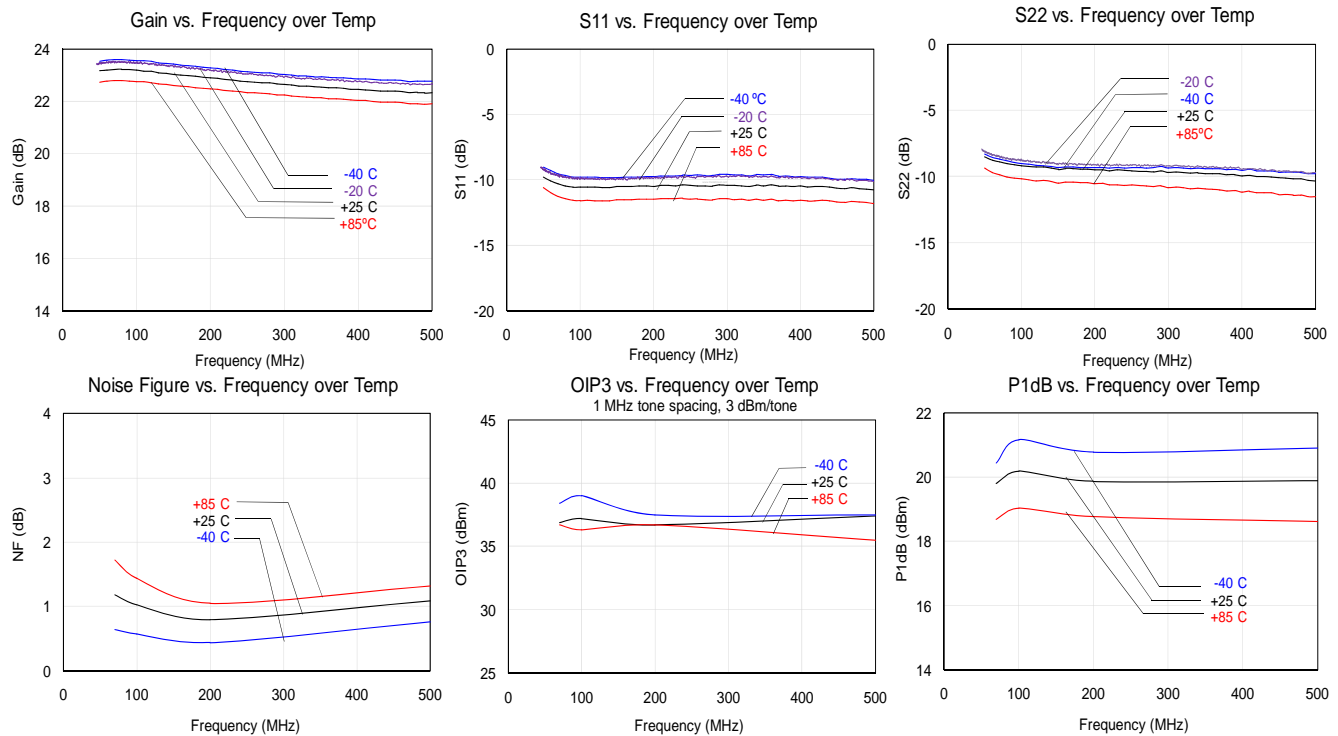 Gain vs. Frequency over Temp
24
22
20
18
16
14
Gain (dB)
-40 C
-20 C
+25 C
+85ºC
0 100 200 300 400 500
Frequency (MHz)
S11 vs. Frequency over Temp
0
-5
-10
-15
-20
S11 (dB)
-40 ºC
-20 C
+25 C
+85 C
0 100 200 300 400 500
Frequency (MHz)
S22 vs. Frequency over Temp
0
-5
-10
-15
-20
S22 (dB)
-20 C
-40 C
+25 C
+85ºC
0 100 200 300 400 500
Frequency (MHz)
Noise Figure vs. Frequency over Temp
4
3
2
1
0
NF (dB)
+85 C
+25 C
-40 C
0 100 200 300 400 500
Frequency (MHz)
OIP3 vs. Frequency over Temp
1 MHz tone spacing, 3 dBm/tone
45
40
35
30
25
OIP3 (dBm)
-40 C
+25 C
+85 C
0 100 200 300 400 500
Frequency (MHz)
P1dB vs. Frequency over Temp
22
20
18
16
14
P1dB (dBm)
-40 C
+25 C
+85 C
0 100 200 300 400 500
Frequency (MHz)